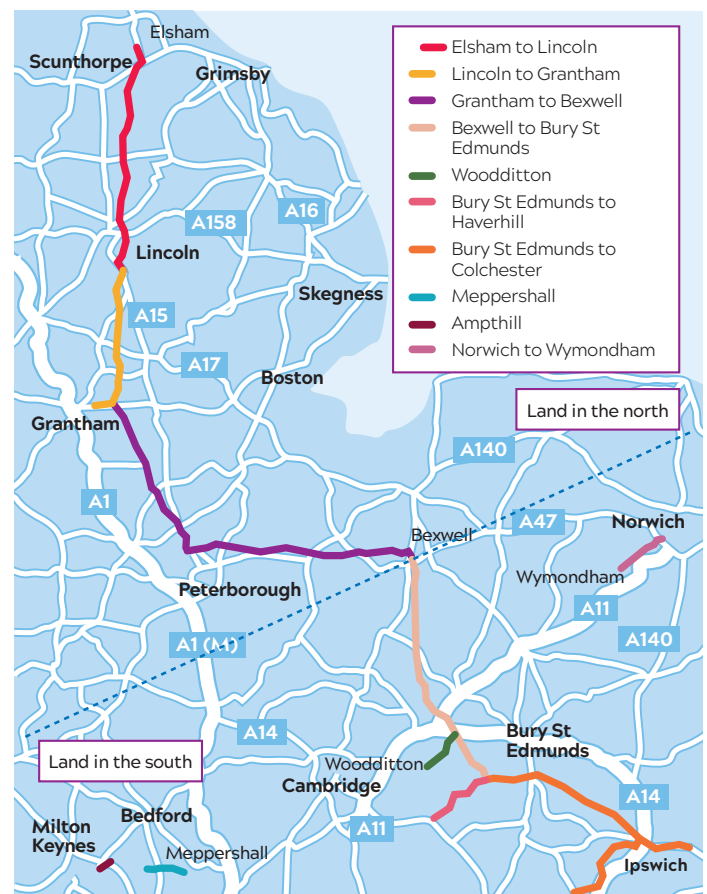 Elsham
Scunthorpe
Grimsby
Elsham to Lincoln
Lincoln to Grantham
Grantham to Bexwell
Bexwell to Bury St
Edmunds
Woodditton
Bury St Edmunds to
Haverhill
Bury St Edmunds to
Colchester
Meppershall
Ampthill
Norwich to Wymondham
A16
A158
Lincoln
Skegness
A15
A17
Boston
Land in the north
Grantham
A140
A1
A47
Norwich
Bexwell
Wymondham
Peterborough
A11
A1 (M)
A140
A14
Bury St
Edmunds
Land in the south
Woodditton
Cambridge
A14
Bedford
Milton
Keynes
A11
Meppershall
Ipswich